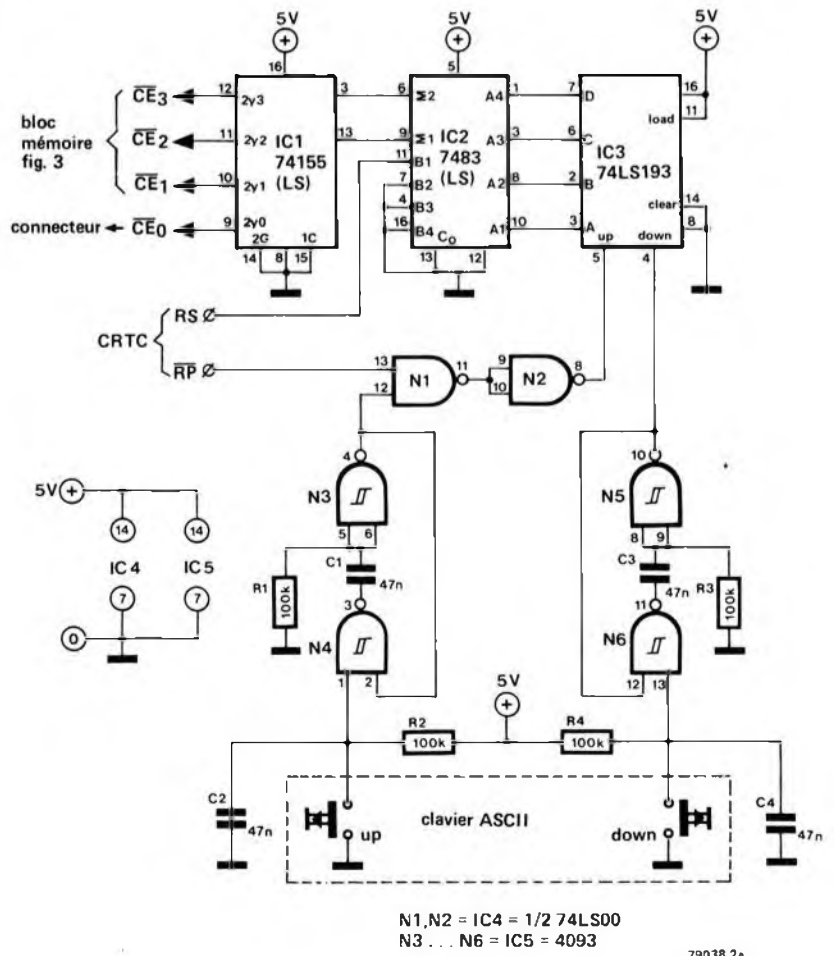 5V
5V
5V
16
5
CE3
12
2y3
3
6
Σ2
A4
1
7
D
16
load
11
bloc
mémoire
fig. 3
CE2
11
2y2
IC1
74155
(LS)
13
9
Σ1
IC2
7483
(LS)
A3
3
6
C
IC3
74LS193
11
B1
CE1
10
2y1
7
B2
A2
8
2
B
4
B3
clear
14
connecteur
CE0
9
2y0
16
B4
A1
10
3
A
8
2G
1C
C0
up
down
14
8
15
13
12
5
4
CRTC
RS
RP
13
12
N1
11
9
10
N2
8
4
10
5V
N3
N5
14
14
5
6
8
9
IC 4
IC 5
R1
100k
C1
47n
C3
47n
R3
100k
7
7
3
11
0
N4
N6
1
2
12
13
5V
R2
100k
R4
100k
C2
47n
clavier ASCII
up
down
C4
47n
N1,N2 = IC4 = 1/2 74LS00
N3 . . . N6 = IC5 = 4093
79038 2a